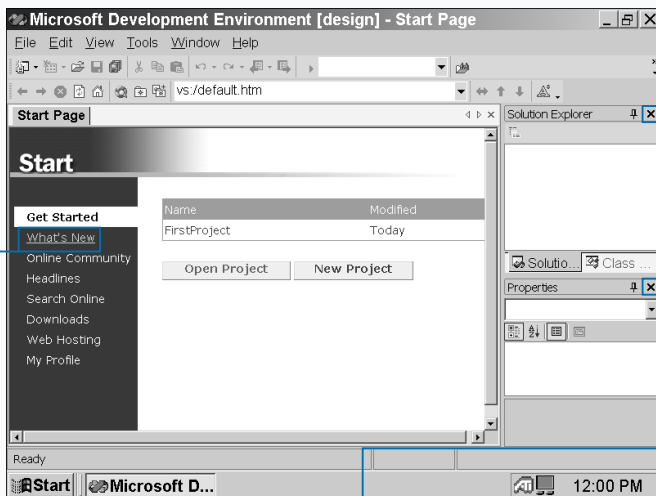 Microsoft Development Environment [design] - Start Page
File Edit View Tools Window Help
vs:/default.htm
Start Page
Solution Explorer
Start
Get Started
What's New
Online Community
Headlines
Search Online
Downloads
Web Hosting
My Profile
Name Modified
FirstProject Today
Open Project New Project
Solutio... Class ...
Properties
Ready
Start Microsoft D... 12:00 PM